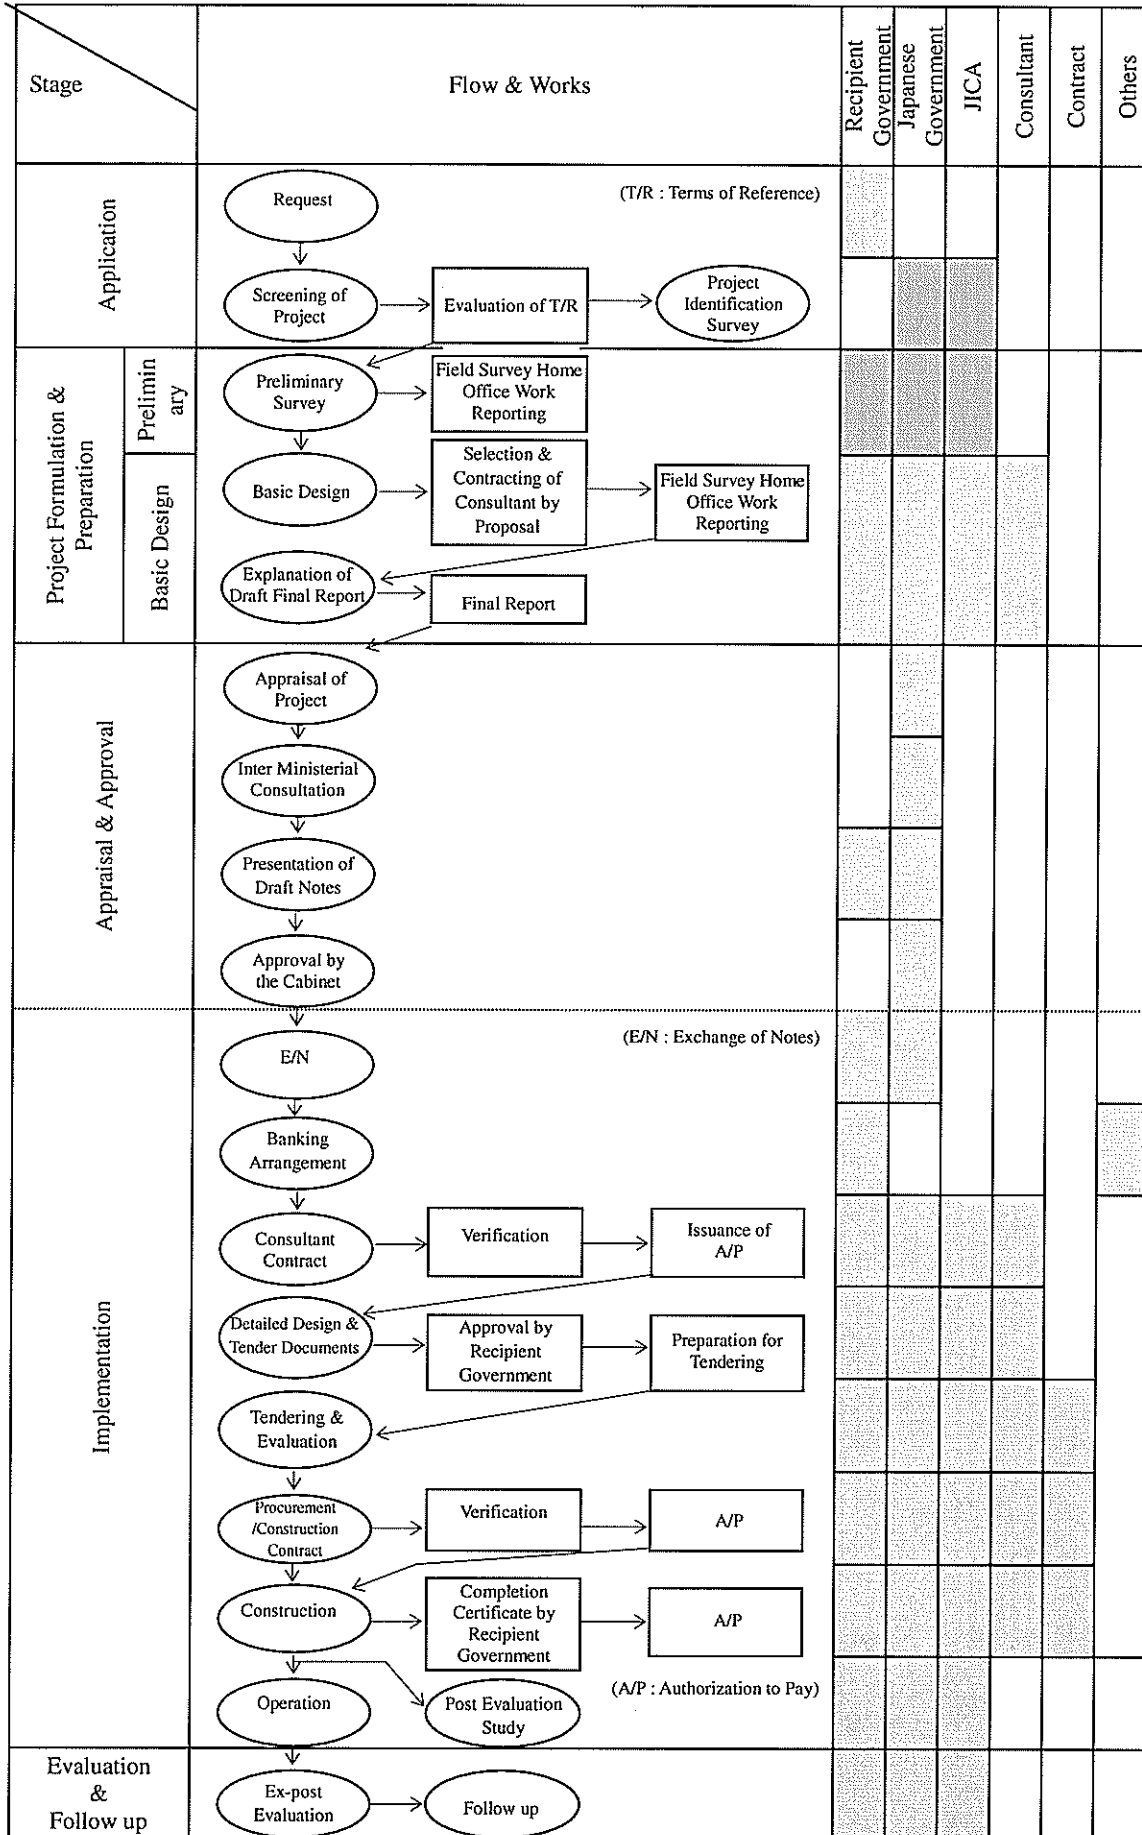 Stage
Flow & Works
Recipient
Government
Japanese
Government
JICA
Consultant
Contract
Others
Application
Request
(T/R : Terms of Reference)
Screening of
Project
Evaluation of T/R
Project
Identification
Survey
Project Formulation &
Preparation
Prelimin
ary
Preliminary
Survey
Field Survey Home
Office Work
Reporting
Basic Design
Basic Design
Selection &
Contracting of
Consultant by
Proposal
Field Survey Home
Office Work
Reporting
Explanation of
Draft Final Report
Final Report
Appraisal & Approval
Appraisal of
Project
Inter Ministerial
Consultation
Presentation of
Draft Notes
Approval by
the Cabinet
Implementation
E/N
(E/N : Exchange of Notes)
Banking
Arrangement
Consultant
Contract
Verification
Issuance of
A/P
Detailed Design &
Tender Documents
Approval by
Recipient
Government
Preparation for
Tendering
Tendering &
Evaluation
Procurement
/Construction
Contract
Verification
A/P
Construction
Completion
Certificate by
Recipient
Government
A/P
Operation
Post Evaluation
Study
(A/P : Authorization to Pay)
Evaluation
&
Follow up
Ex-post
Evaluation
Follow up